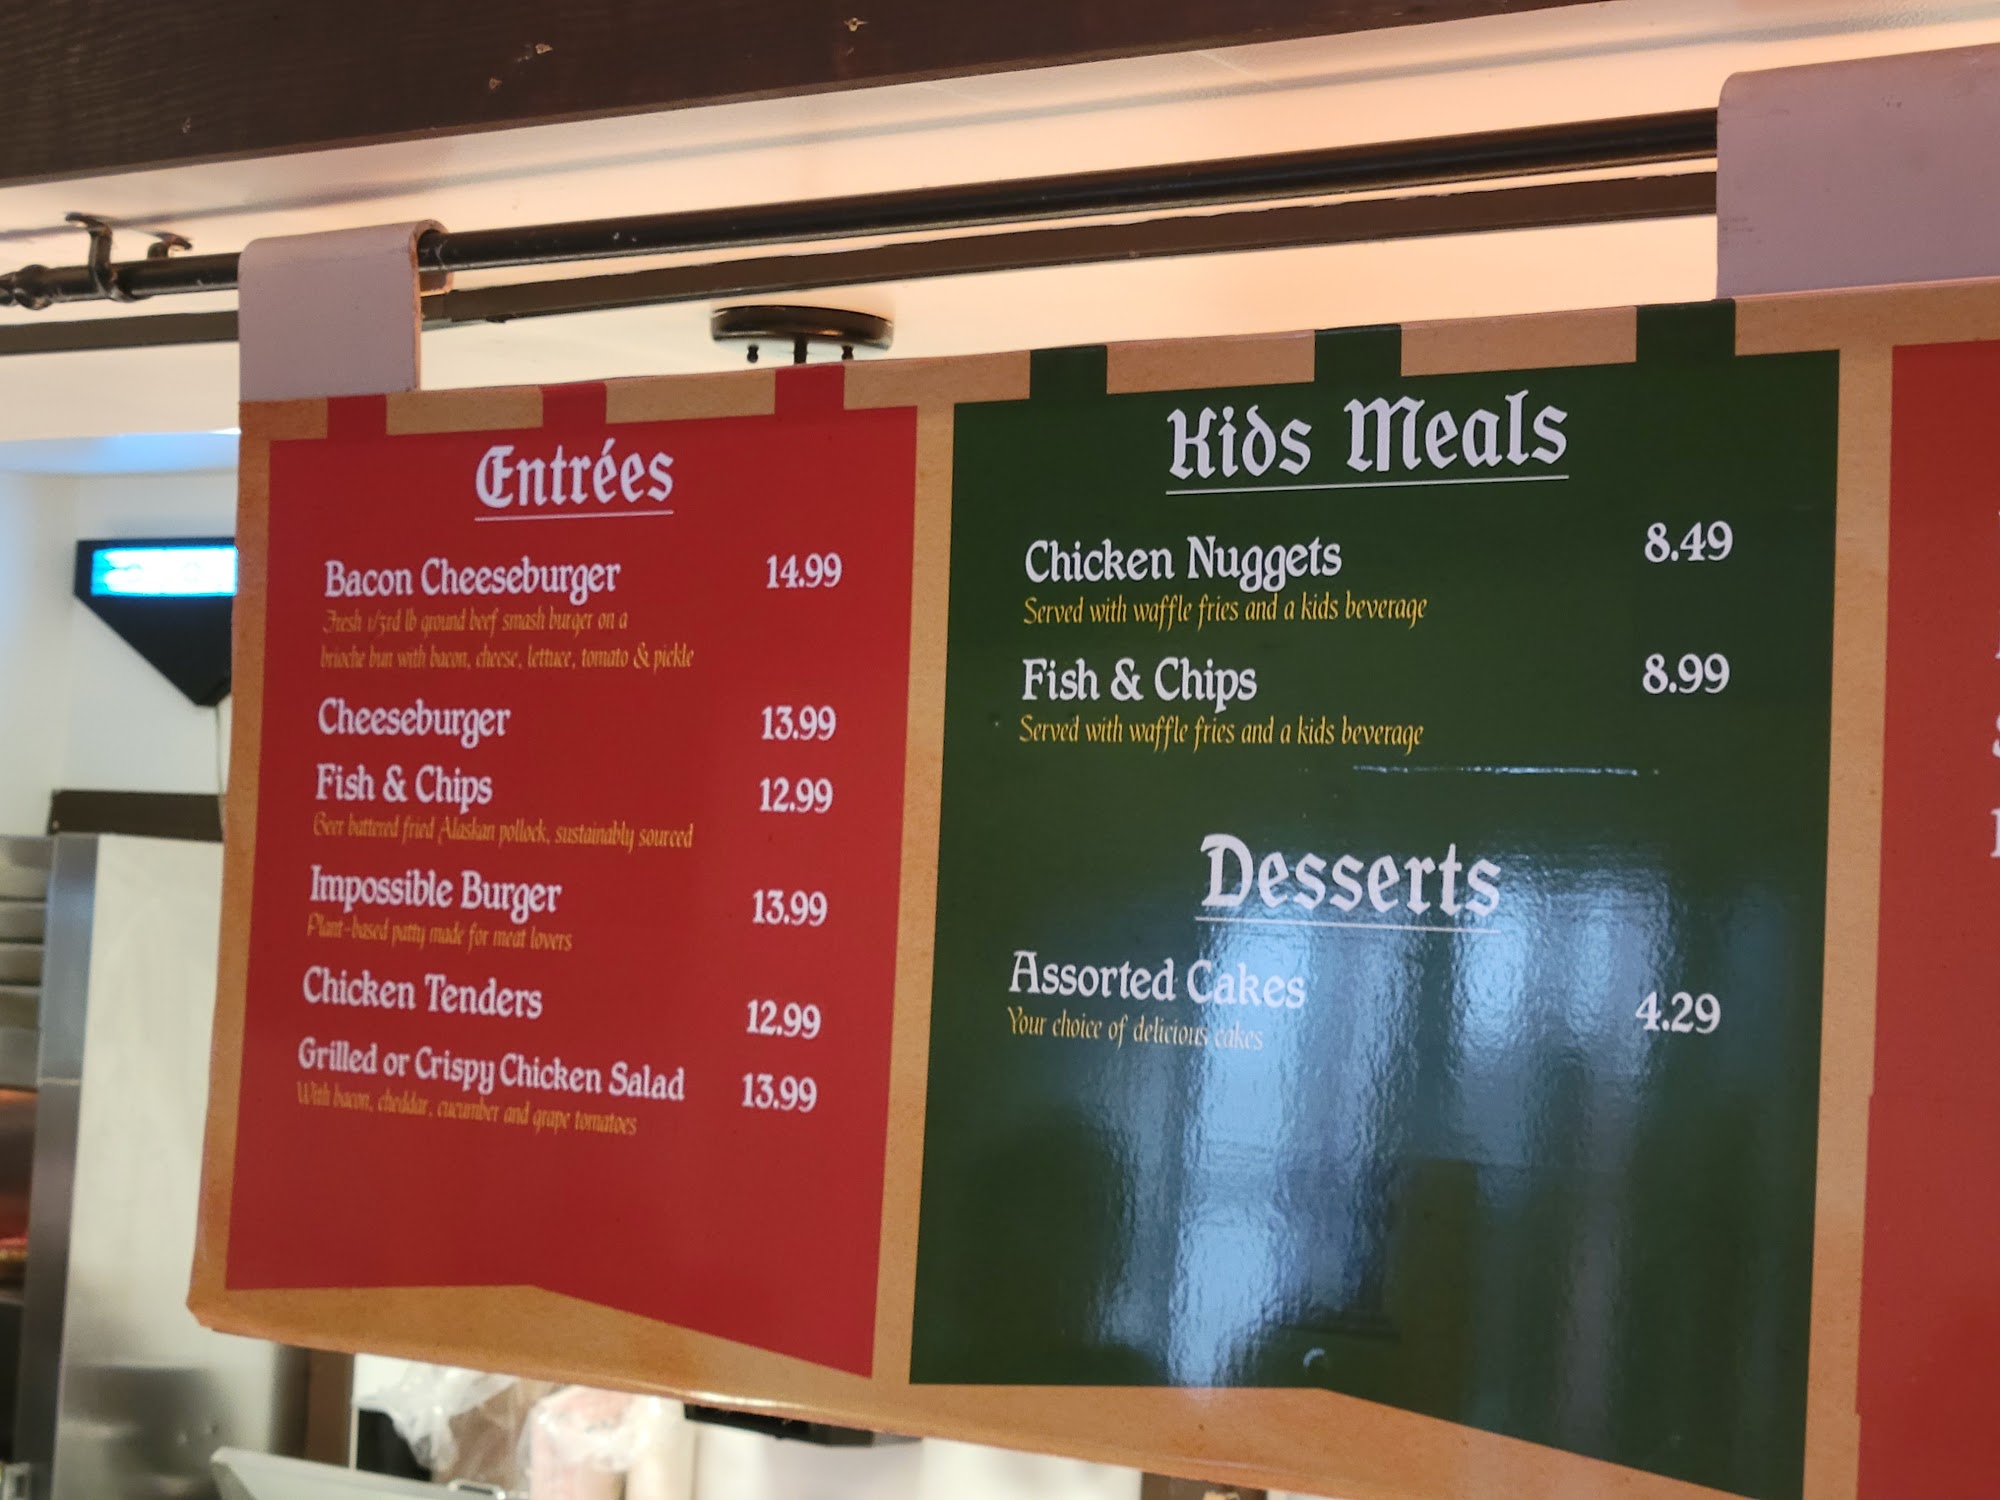 Entrées
Bacon Cheeseburger 14.99
Fresh 1/3rd lb ground beef smash burger on a
brioche bun with bacon, cheese, lettuce, tomato & pickle
Cheeseburger 13.99
Fish & Chips 12.99
Beer battered fried Alaskan pollock, sustainably sourced
Impossible Burger 13.99
Plant-based patty made for meat lovers
Chicken Tenders 12.99
Grilled or Crispy Chicken Salad 13.99
With bacon, cheddar, cucumber and grape tomatoes
Kids Meals
Chicken Nuggets 8.49
Served with waffle fries and a kids beverage
Fish & Chips 8.99
Served with waffle fries and a kids beverage
Desserts
Assorted Cakes 4.29
Your choice of delicious cakes